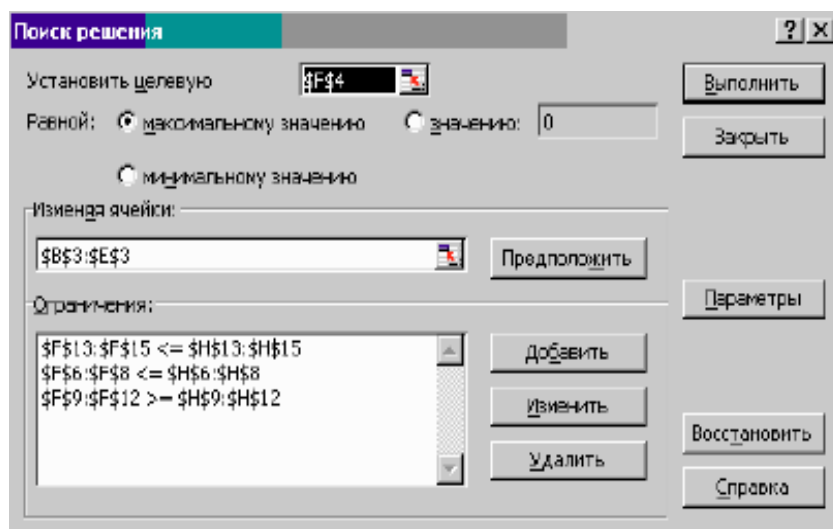 Поиск решения
Установить целевую $F$4
Равной: максимальному значению значению: 0
минимальному значению
Изменяя ячейки:
$B$3:$E$3
Предположить
Ограничения:
$F$13:$F$15 <= $H$13:$H$15
$F$6:$F$8 <= $H$6:$H$8
$F$9:$F$12 >= $H$9:$H$12
Добавить
Изменить
Удалить
Выполнить
Закрыть
Параметры
Восстановить
Справка